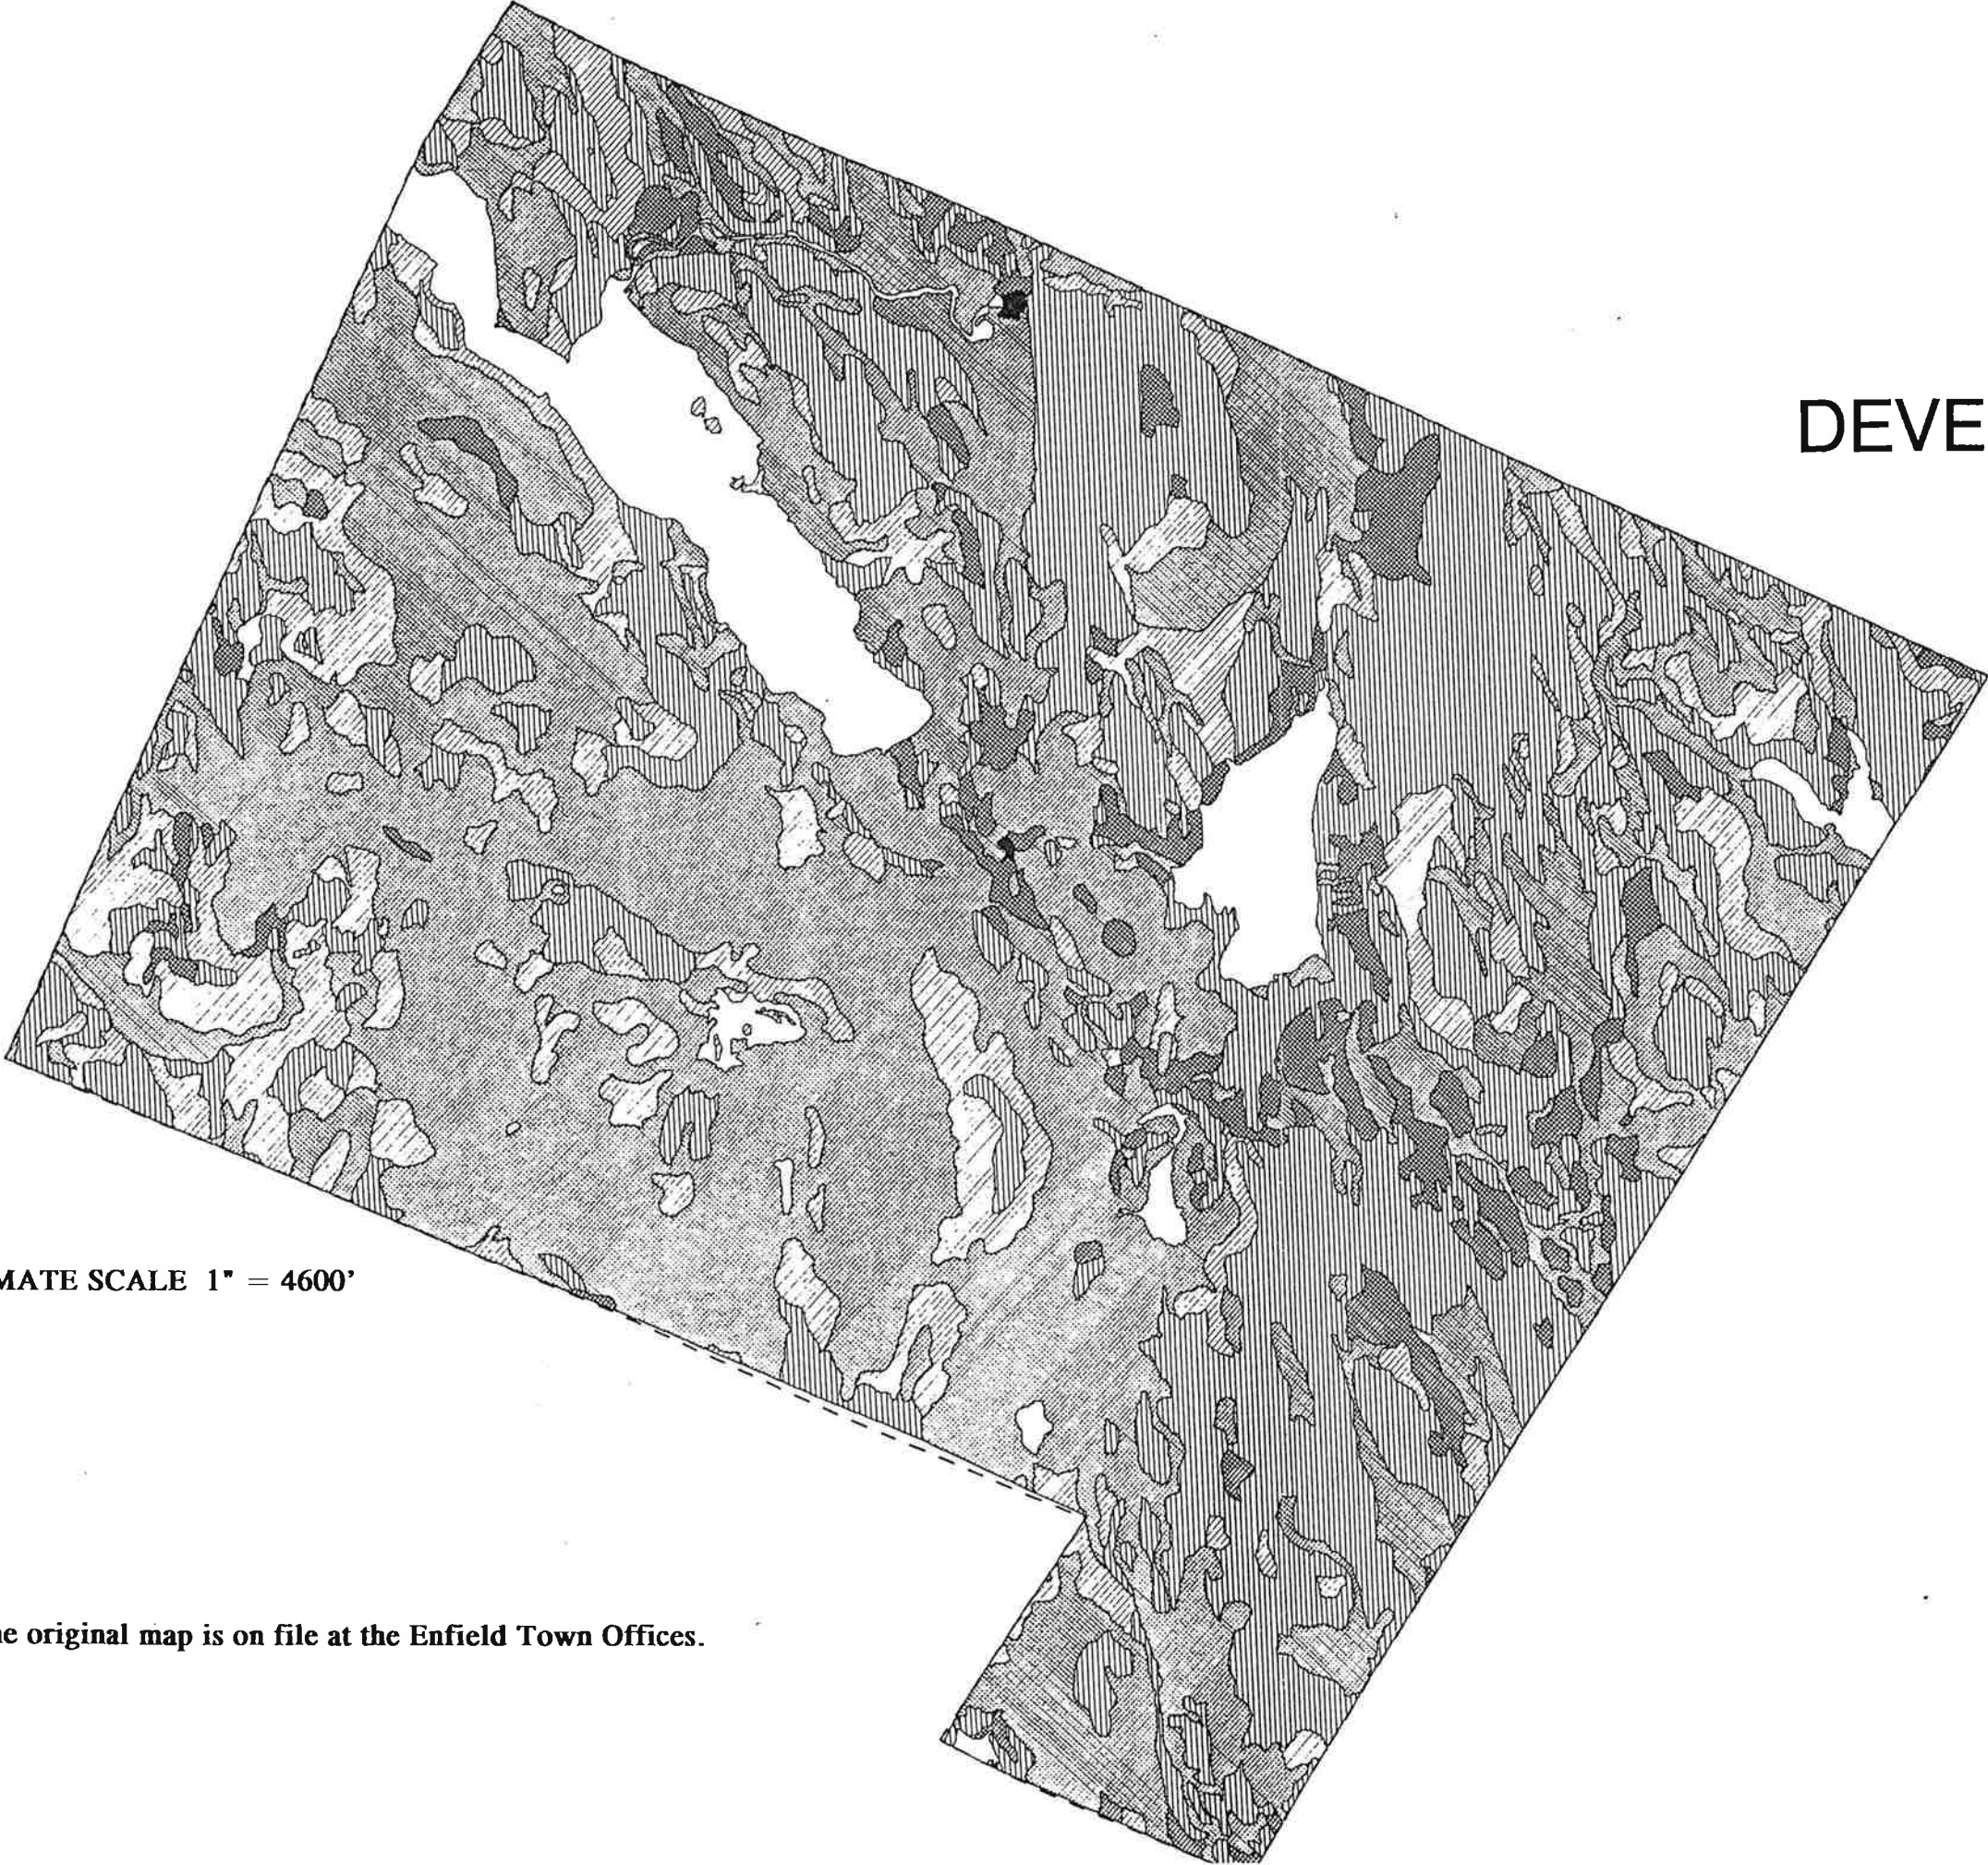 DEVE
MATE SCALE 1" = 4600'
e original map is on file at the Enfield Town Offices.